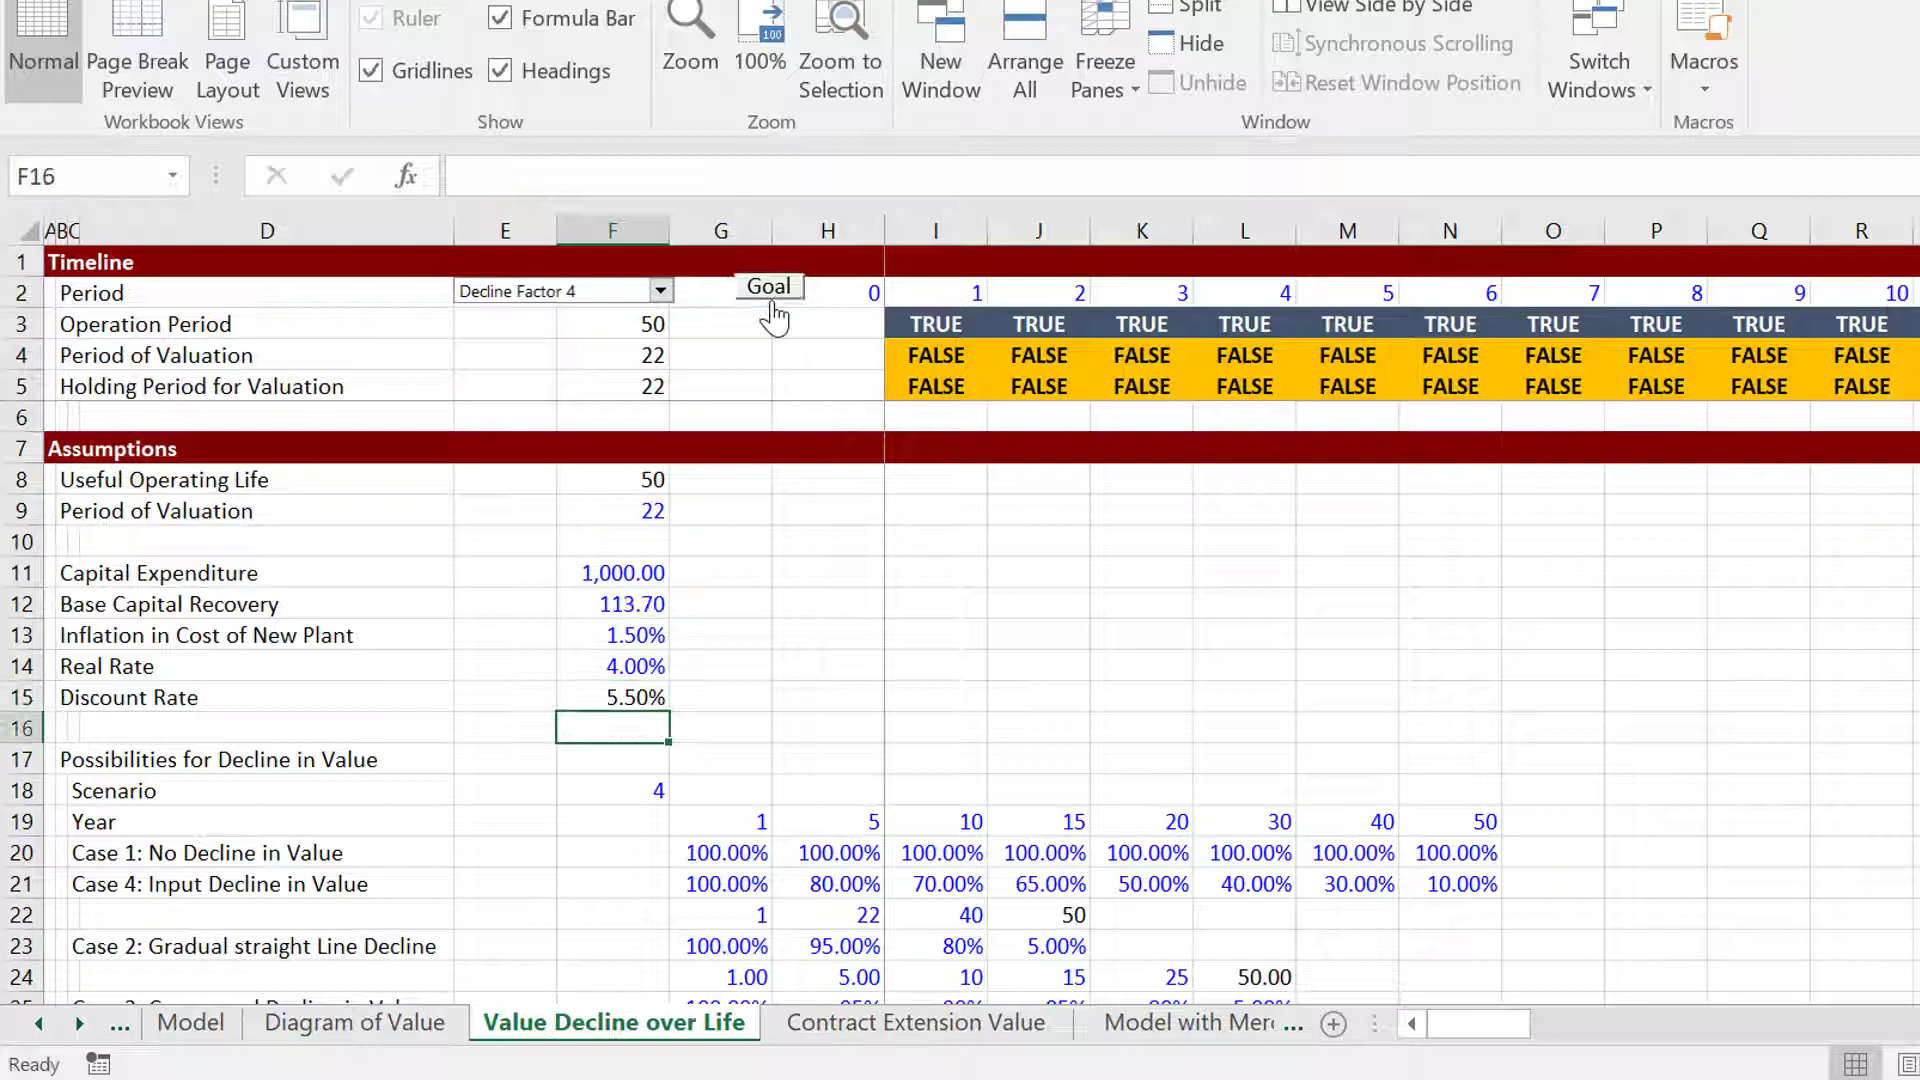 Ruler Formula Bar Split View Side by Side
Normal Page Break Preview Page Layout Custom Views Gridlines Headings Zoom 100% 100 Zoom to Selection New Window Arrange All Freeze Panes Hide Unhide Synchronous Scrolling Reset Window Position Switch Windows Macros
Workbook Views Show Zoom Window Macros
F16 fx
A B C D E F G H I J K L M N O P Q R
1 Timeline
2 Period Decline Factor 4 Goal 0 1 2 3 4 5 6 7 8 9 10
3 Operation Period 50 TRUE TRUE TRUE TRUE TRUE TRUE TRUE TRUE TRUE TRUE
4 Period of Valuation 22 FALSE FALSE FALSE FALSE FALSE FALSE FALSE FALSE FALSE FALSE
5 Holding Period for Valuation 22 FALSE FALSE FALSE FALSE FALSE FALSE FALSE FALSE FALSE FALSE
6
7 Assumptions
8 Useful Operating Life 50
9 Period of Valuation 22
10
11 Capital Expenditure 1,000.00
12 Base Capital Recovery 113.70
13 Inflation in Cost of New Plant 1.50%
14 Real Rate 4.00%
15 Discount Rate 5.50%
16
17 Possibilities for Decline in Value
18 Scenario 4
19 Year 1 5 10 15 20 30 40 50
20 Case 1: No Decline in Value 100.00% 100.00% 100.00% 100.00% 100.00% 100.00% 100.00% 100.00%
21 Case 4: Input Decline in Value 100.00% 80.00% 70.00% 65.00% 50.00% 40.00% 30.00% 10.00%
22 1 22 40 50
23 Case 2: Gradual straight Line Decline 100.00% 95.00% 80% 5.00%
24 1.00 5.00 10 15 25 50.00
... Model Diagram of Value Value Decline over Life Contract Extension Value Model with Mer ...
Ready